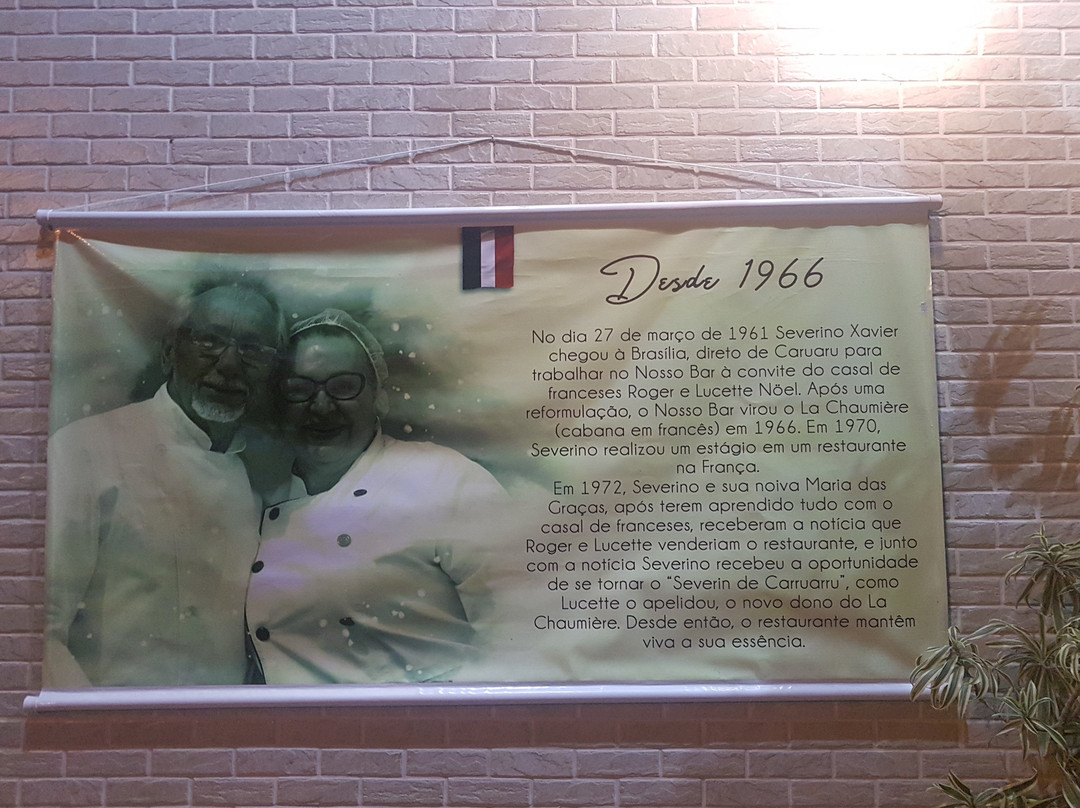 Desde 1966
No dia 27 de março de 1961 Severino Xavier
chegou à Brasília, direto de Caruaru para
trabalhar no Nosso Bar à convite do casal de
franceses Roger e Lucette Nöel. Após uma
reformulação, o Nosso Bar virou o La Chaumière
(cabana em francês) em 1966. Em 1970,
Severino realizou um estágio em um restaurante
na França.
Em 1972, Severino e sua noiva Maria das
Graças, após terem aprendido tudo com o
casal de franceses, receberam a notícia que
Roger e Lucette venderiam o restaurante, e junto
com a notícia Severino recebeu a oportunidade
de se tornar o "Severin de Carruarru", como
Lucette o apelidou, o novo dono do La
Chaumière. Desde então, o restaurante mantêm
viva a sua essência.